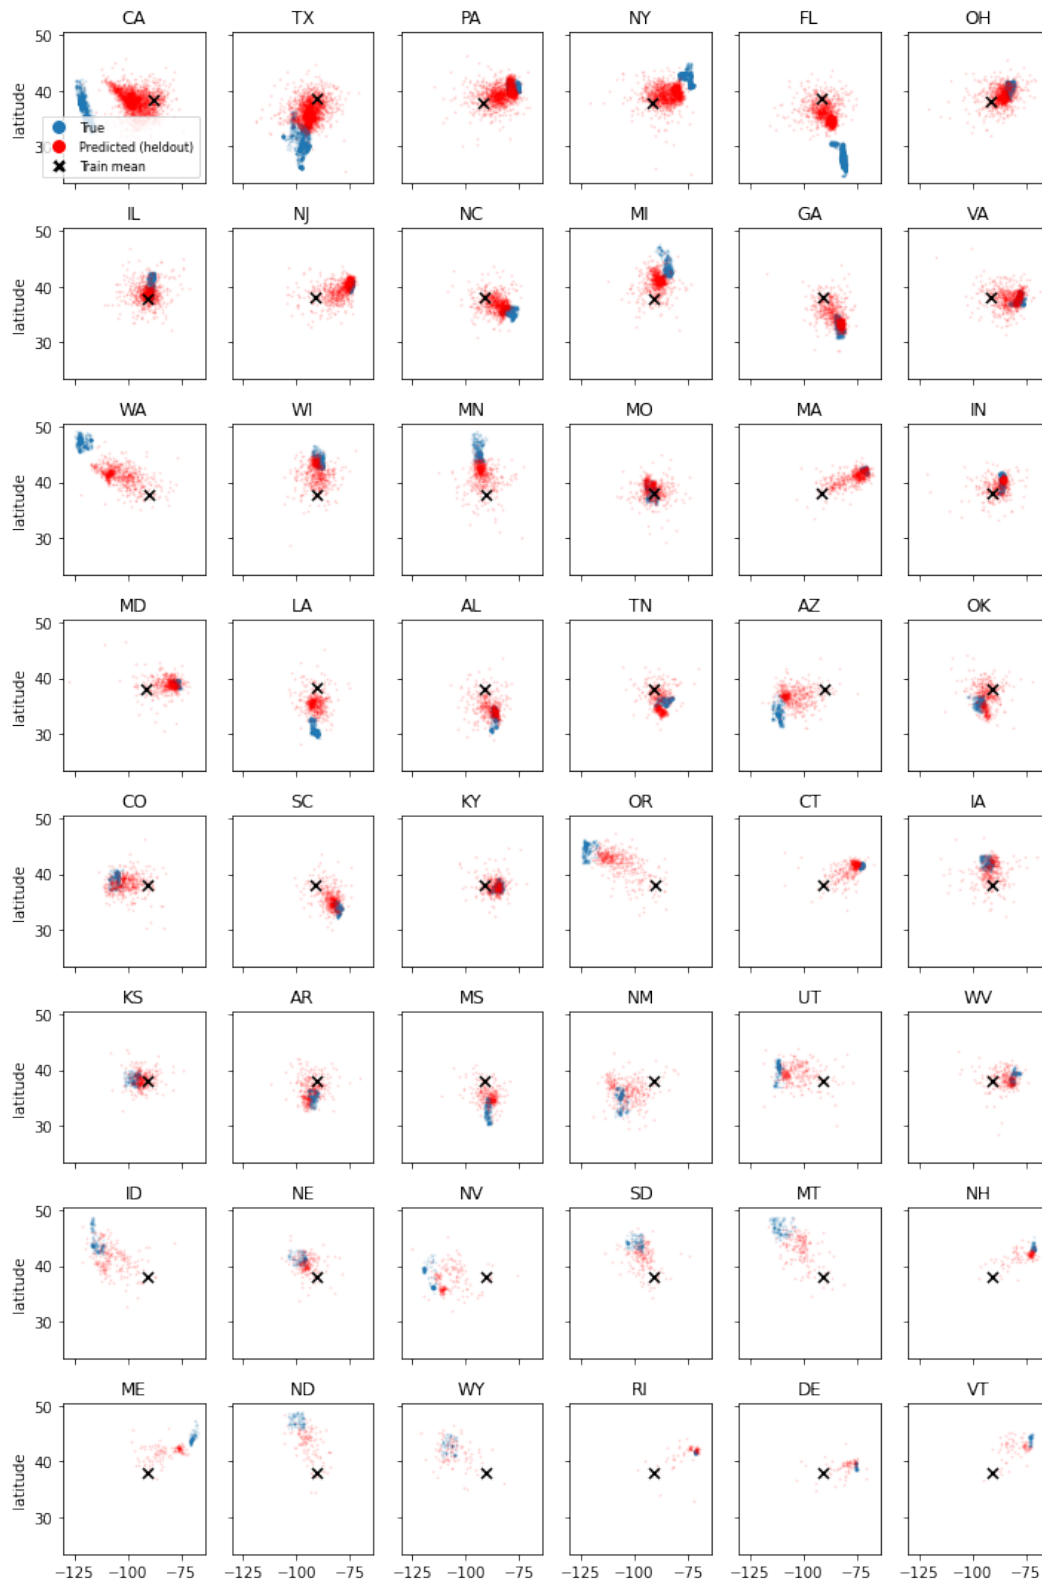 CA TX PA NY FL OH
50
40
30
latitude
True
Predicted (heldout)
Train mean
IL NJ NC MI GA VA
50
40
30
latitude
WA WI MN MO MA IN
50
40
30
latitude
MD LA AL TN AZ OK
50
40
30
latitude
CO SC KY OR CT IA
50
40
30
latitude
KS AR MS NM UT WV
50
40
30
latitude
ID NE NV SD MT NH
50
40
30
latitude
ME ND WY RI DE VT
50
40
30
latitude
−125 −100 −75 −125 −100 −75 −125 −100 −75 −125 −100 −75 −125 −100 −75 −125 −100 −75